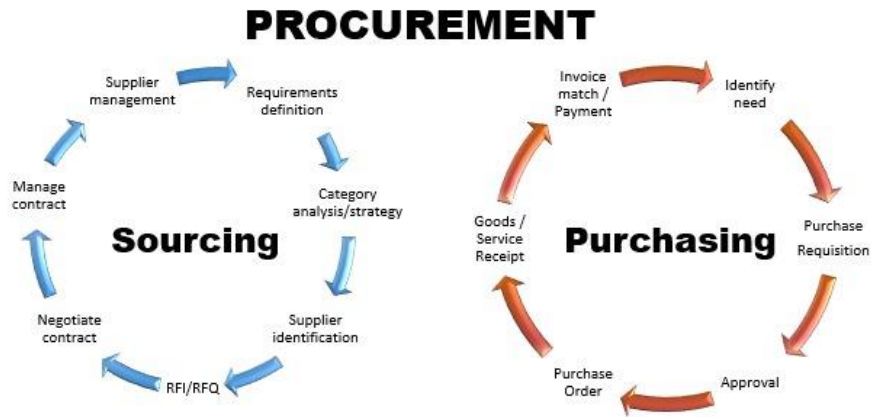 PROCUREMENT
Sourcing
Supplier
management
Requirements
definition
Category
analysis/strategy
Supplier
identification
RFI/RFQ
Negotiate
contract
Manage
contract
Purchasing
Invoice
match /
Payment
Identify
need
Purchase
Requisition
Approval
Purchase
Order
Goods /
Service
Receipt